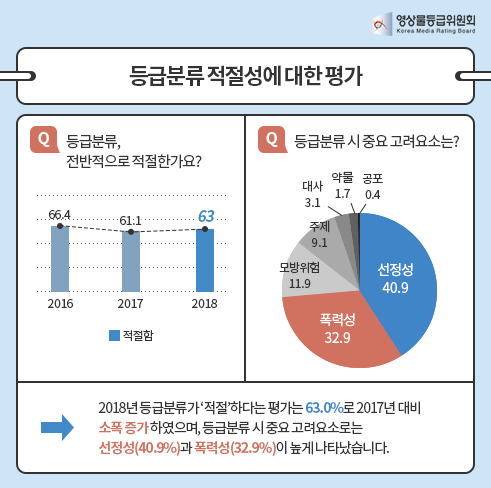 영상물등급위원회
Korea Media Rating Board
등급분류 적절성에 대한 평가
Q
등급분류,
전반적으로 적절한가요?
66.4
61.1
63
2016
2017
2018
적절함
Q
등급분류 시 중요 고려요소는?
약물
1.7
공포
0.4
대사
3.1
주제
9.1
모방위험
11.9
선정성
40.9
폭력성
32.9
2018년 등급분류가 ‘적절’하다는 평가는 63.0%로 2017년 대비
소폭 증가하였으며, 등급분류 시 중요 고려요소로는
선정성(40.9%)과 폭력성(32.9%)이 높게 나타났습니다.